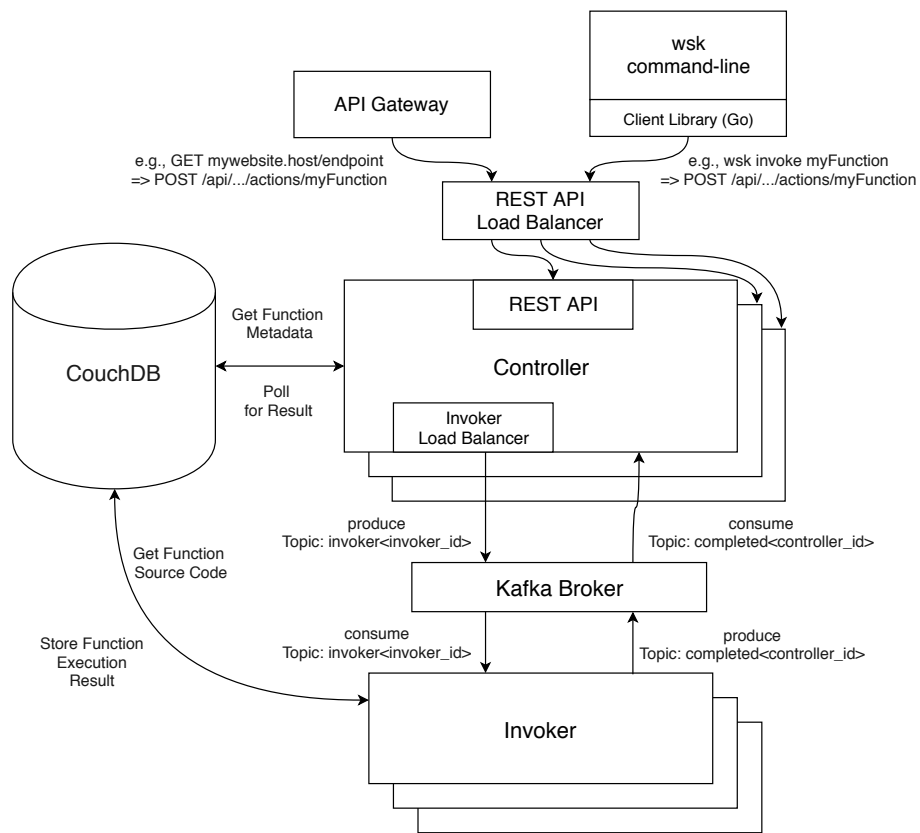 wsk
command-line
API Gateway
Client Library (Go)
e.g., GET mywebsite.host/endpoint
=> POST /api/.../actions/myFunction
e.g., wsk invoke myFunction
=> POST /api/.../actions/myFunction
REST API
Load Balancer
REST API
Get Function
Metadata
CouchDB
Controller
Poll
for Result
Invoker
Load Balancer
produce
Topic: invoker<invoker_id>
consume
Topic: completed<controller_id>
Get Function
Source Code
Kafka Broker
consume
Topic: invoker<invoker_id>
produce
Topic: completed<controller_id>
Store Function
Execution
Result
Invoker